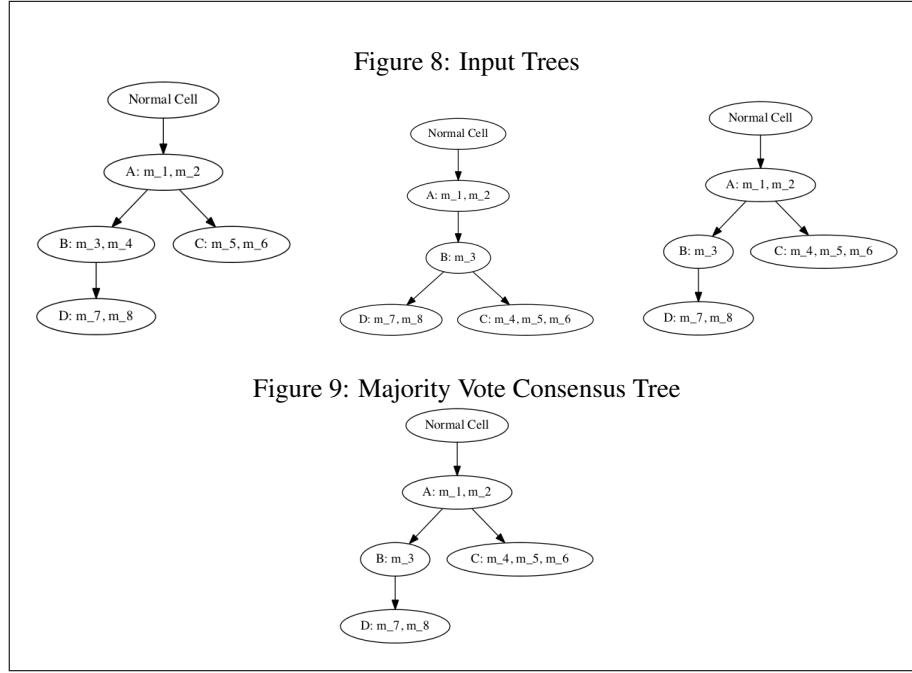 Figure 8: Input Trees
Normal Cell
A: m_1, m_2
B: m_3, m_4
C: m_5, m_6
D: m_7, m_8
Normal Cell
A: m_1, m_2
B: m_3
D: m_7, m_8
C: m_4, m_5, m_6
Normal Cell
A: m_1, m_2
B: m_3
C: m_4, m_5, m_6
D: m_7, m_8
Figure 9: Majority Vote Consensus Tree
Normal Cell
A: m_1, m_2
B: m_3
C: m_4, m_5, m_6
D: m_7, m_8